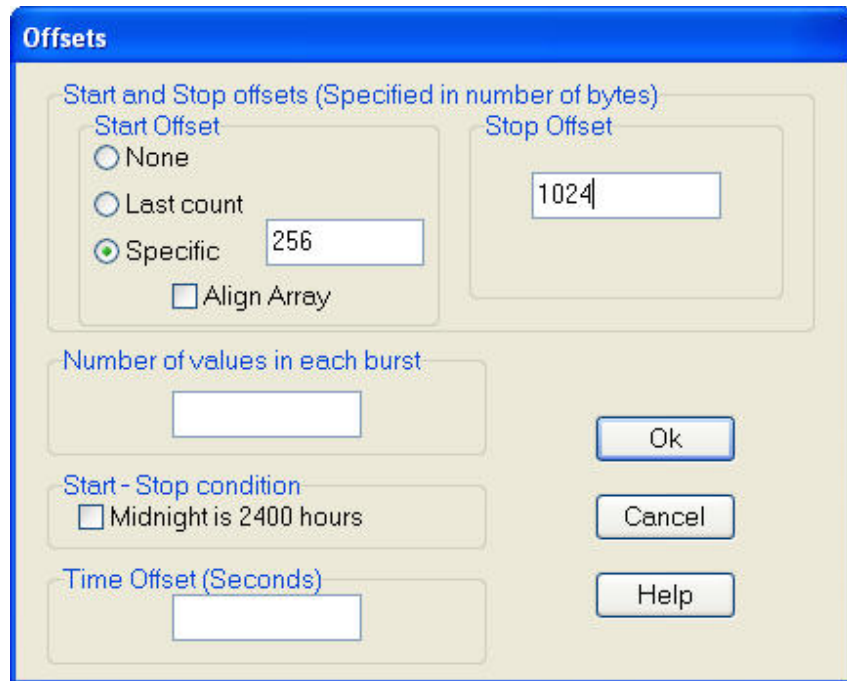 Offsets
Start and Stop offsets (Specified in number of bytes)
Start Offset
None
Last count
Specific
256
Align Array
Stop Offset
1024
Number of values in each burst
Start - Stop condition
Midnight is 2400 hours
Time Offset (Seconds)
Ok
Cancel
Help